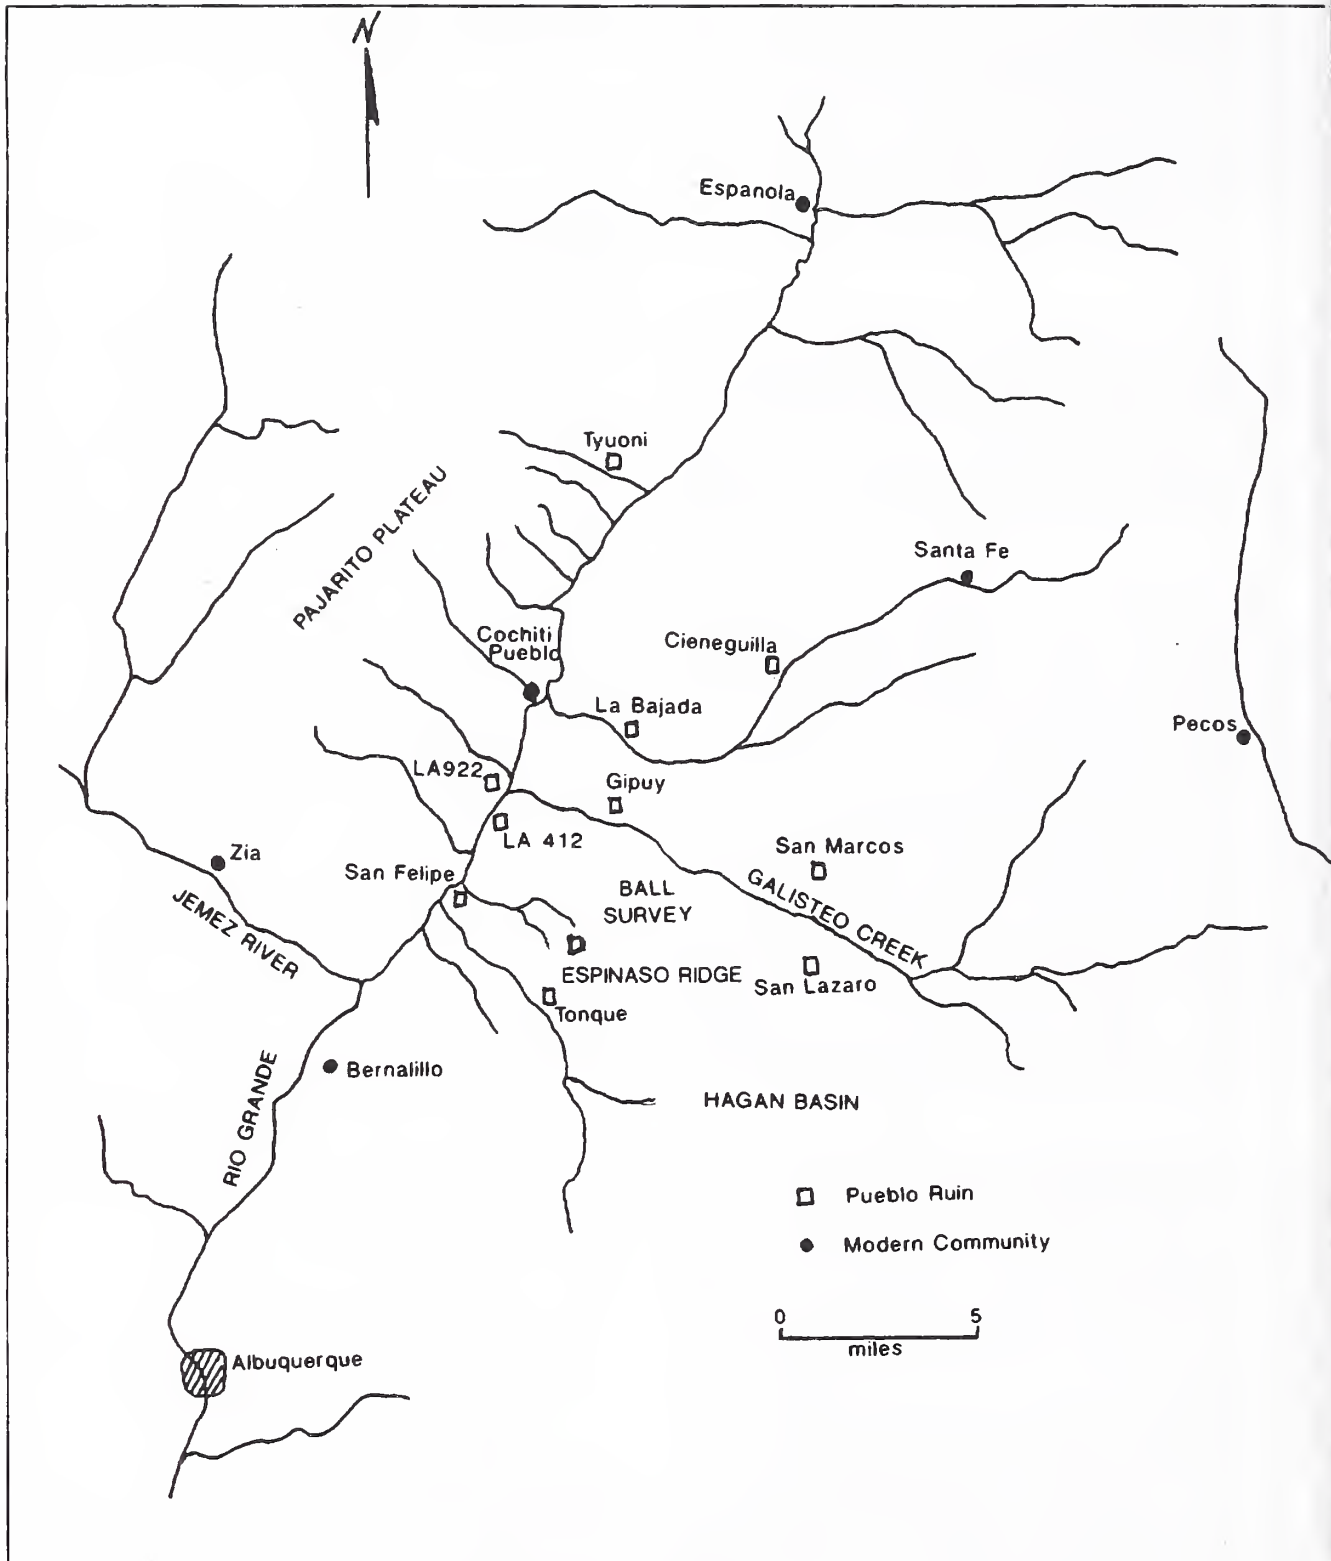 N
Espanola
Tyuoni
PAJARITO PLATEAU
Santa Fe
Cochiti
Pueblo
Cieneguilla
La Bajada
Pecos
LA922
Gipuy
LA 412
San Marcos
Zia
San Felipe
BALL
SURVEY
GALISTEO CREEK
JEMEZ RIVER
ESPINASO RIDGE
San Lazaro
Tonque
Bernalillo
RIO GRANDE
HAGAN BASIN
Pueblo Ruin
Modern Community
0 5
miles
Albuquerque